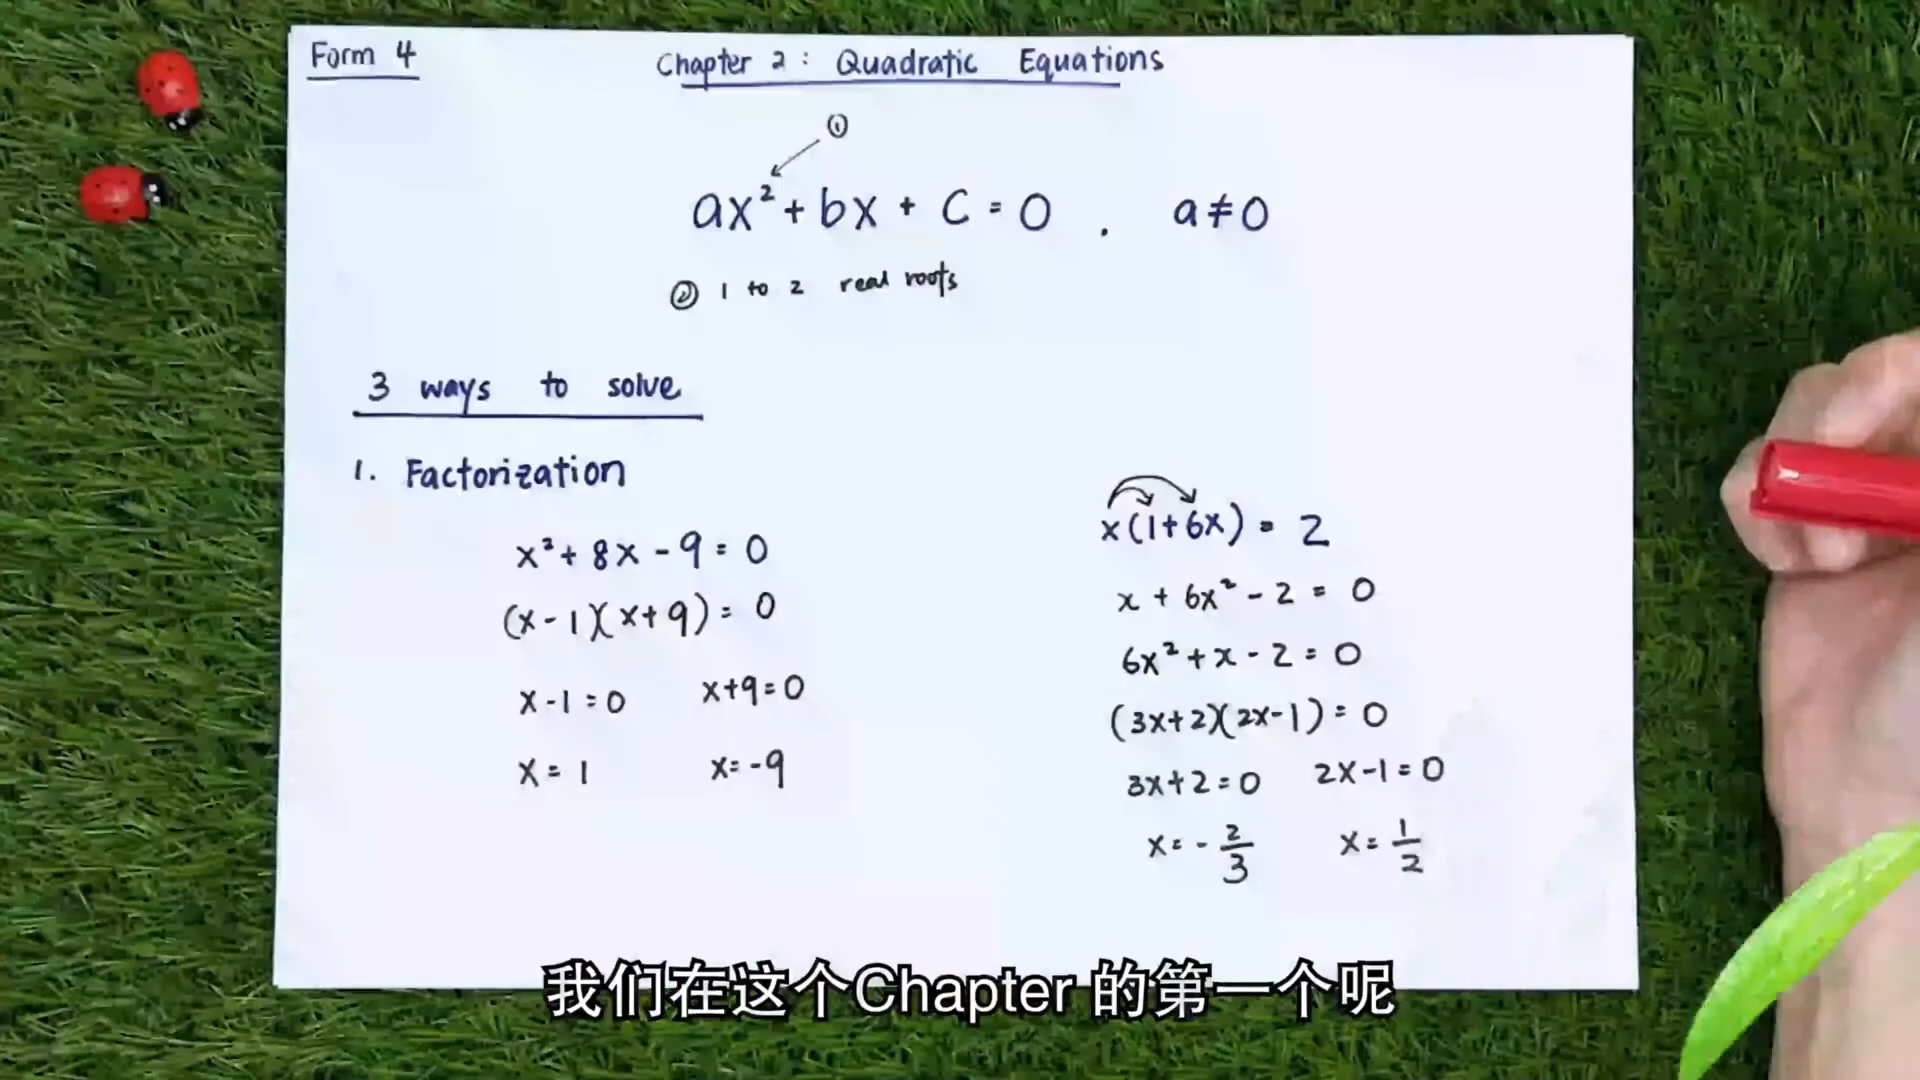 Form 4
Chapter 2 : Quadratic Equations
①
ax² + bx + c = 0 , a ≠ 0
② 1 to 2 real roots
3 ways to solve
1. Factorization
x² + 8x - 9 = 0
(x - 1)(x + 9) = 0
x - 1 = 0 x + 9 = 0
x = 1 x = -9
x(1+6x) = 2
x + 6x² - 2 = 0
6x² + x - 2 = 0
(3x+2)(2x-1) = 0
3x+2 = 0 2x-1 = 0
x = -2/3 x = 1/2
我们在这个Chapter 的第一个呢